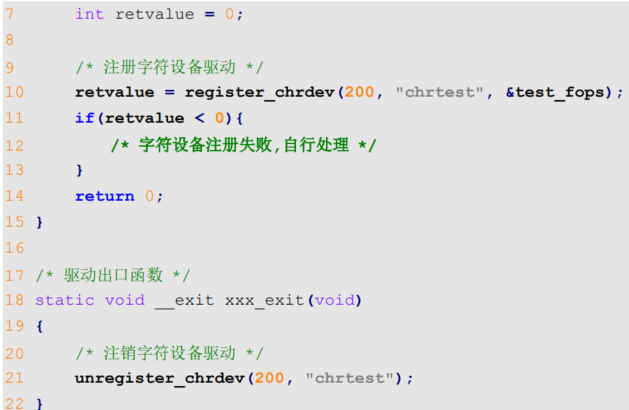 7 int retvalue = 0;
8
9 /* 注册字符设备驱动 */
10 retvalue = register_chrdev(200, "chrtest", &test_fops);
11 if(retvalue < 0){
12 /* 字符设备注册失败,自行处理 */
13 }
14 return 0;
15 }
16
17 /* 驱动出口函数 */
18 static void __exit xxx_exit(void)
19 {
20 /* 注销字符设备驱动 */
21 unregister_chrdev(200, "chrtest");
22 }